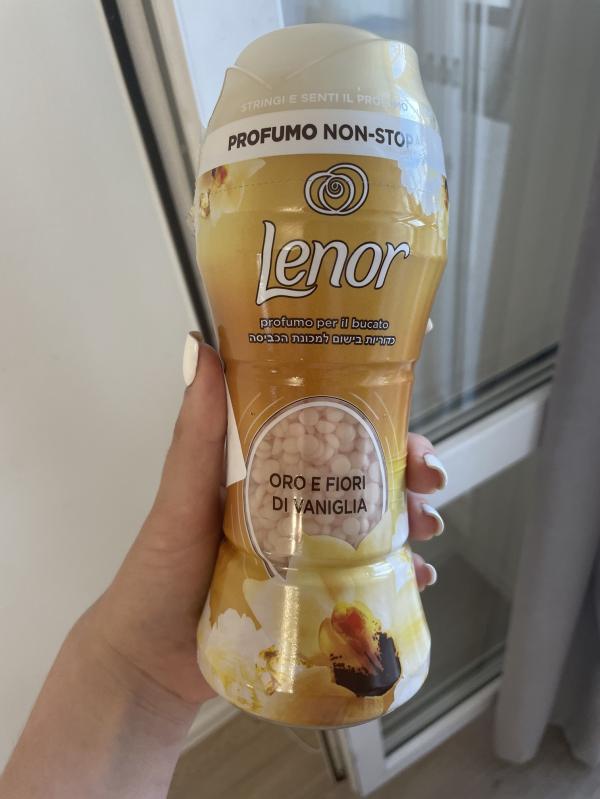 STRINGI E SENTI IL PROFUMO
PROFUMO NON-STOP
Lenor
profumo per il bucato
כדוריות בישום למכונת הכביסה
ORO E FIORI
DI VANIGLIA